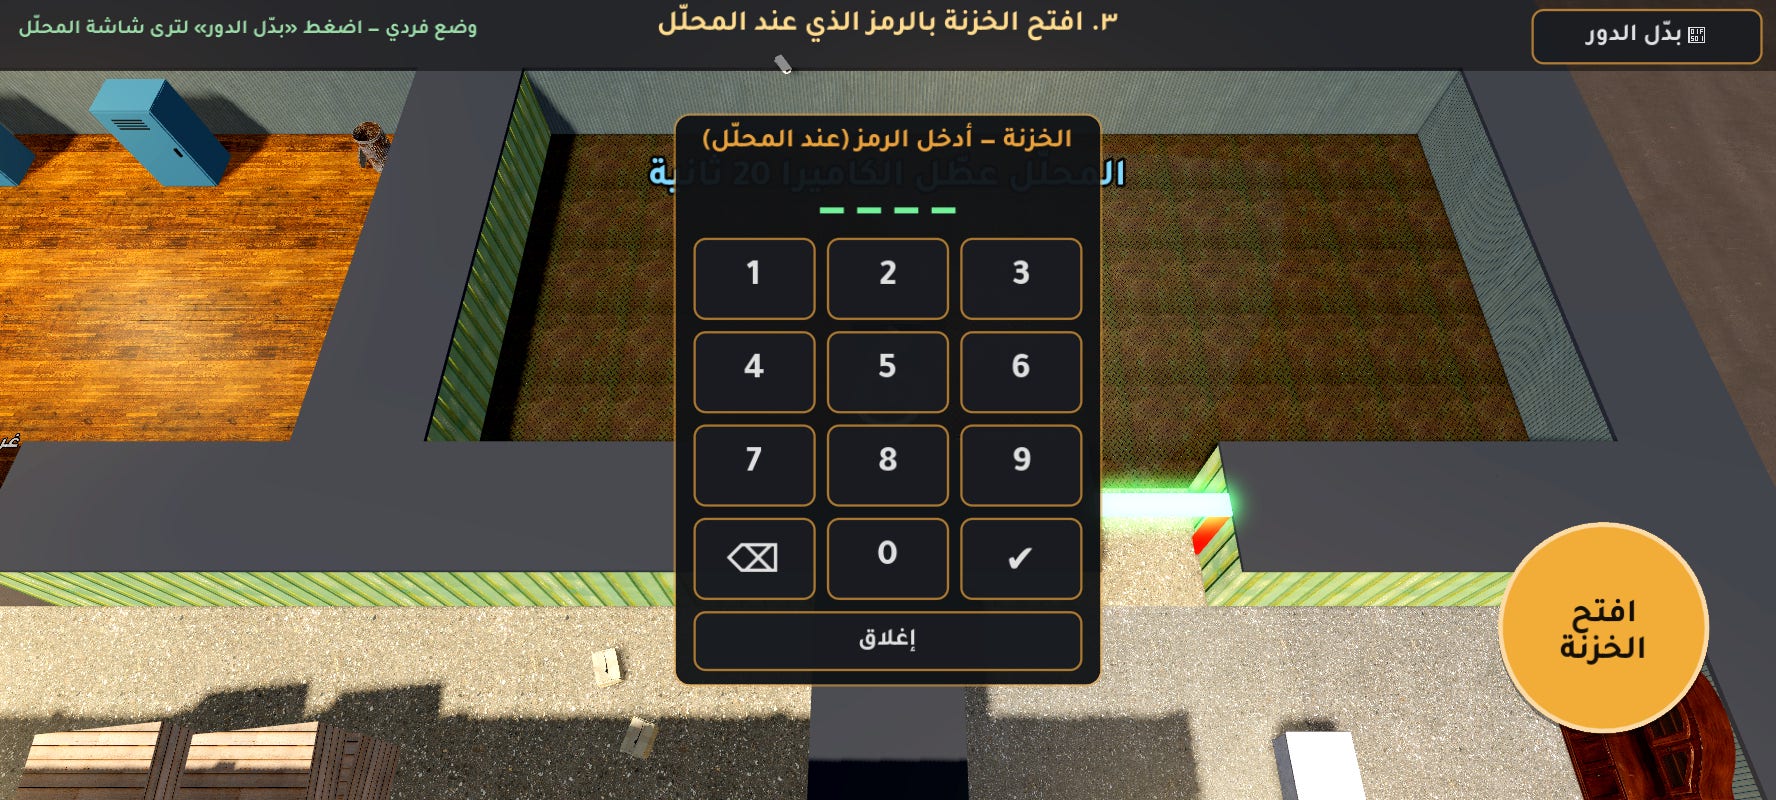 بدّل الدور
٣. افتح الخزنة بالرمز الذي عند المحلّل
وضع فردي – اضغط «بدّل الدور» لترى شاشة المحلّل
الخزنة – أدخل الرمز (عند المحلّل)
المحلّل عطّل الكاميرا 20 ثانية
1 2 3
4 5 6
7 8 9
⌫ 0 ✔
إغلاق
افتح
الخزنة